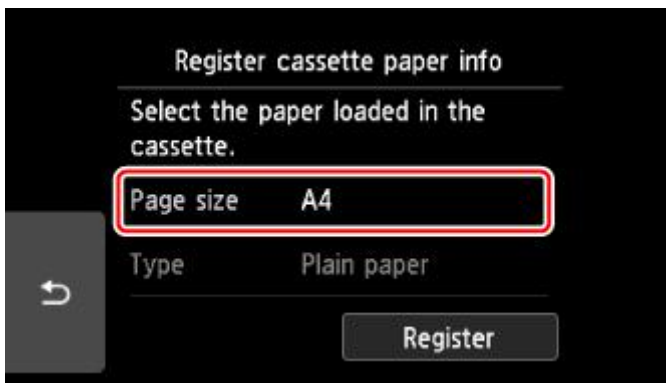 Register cassette paper info
Select the paper loaded in the
cassette.
Page size A4
Type Plain paper
Register